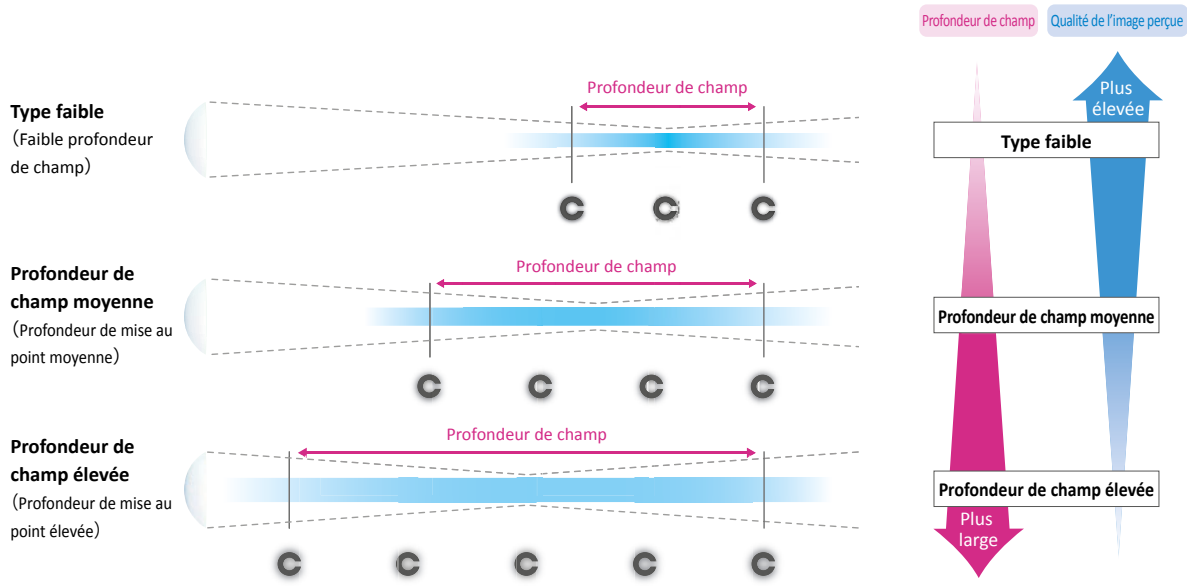 Profondeur de champ
Qualité de l'image perçue
Type faible
(Faible profondeur
de champ)
Profondeur de champ
Plus
élevée
Type faible
Profondeur de
champ moyenne
(Profondeur de mise au
point moyenne)
Profondeur de champ
Profondeur de champ moyenne
Profondeur de
champ élevée
(Profondeur de mise au
point élevée)
Profondeur de champ
Profondeur de champ élevée
Plus
large